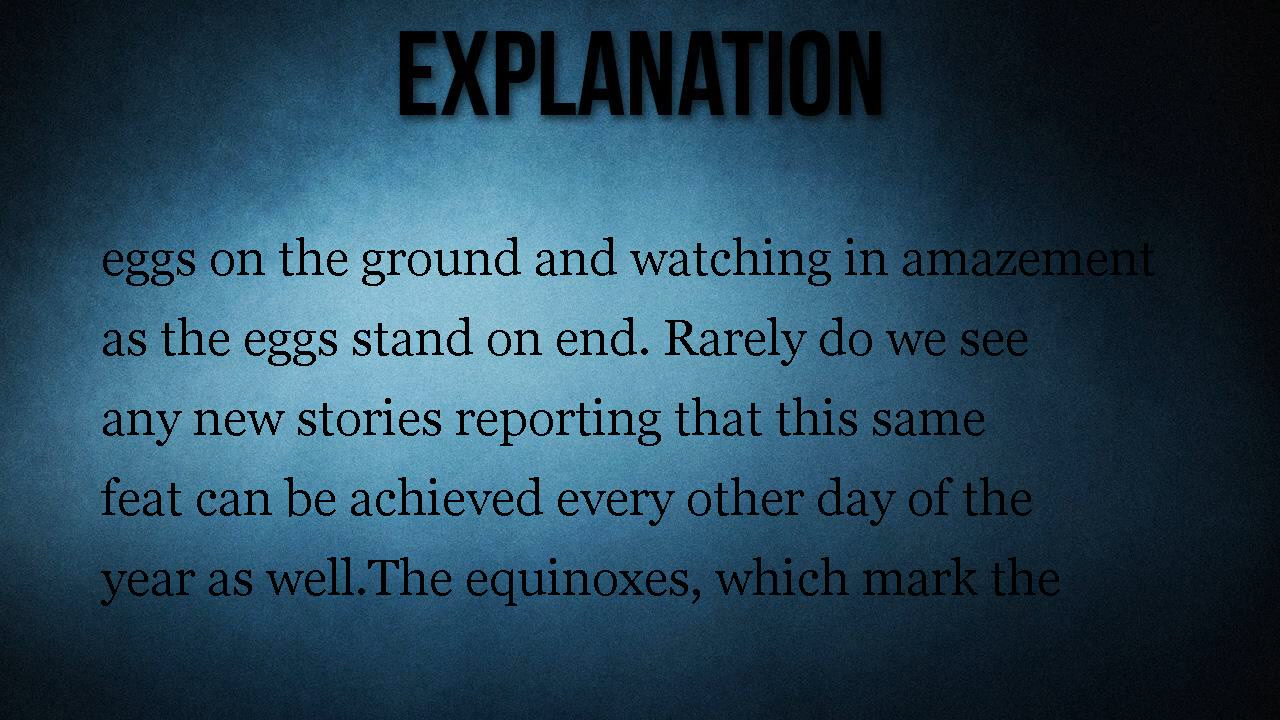 EXPLANATION
eggs on the ground and watching in amazement
as the eggs stand on end. Rarely do we see
any new stories reporting that this same
feat can be achieved every other day of the
year as well.The equinoxes, which mark the